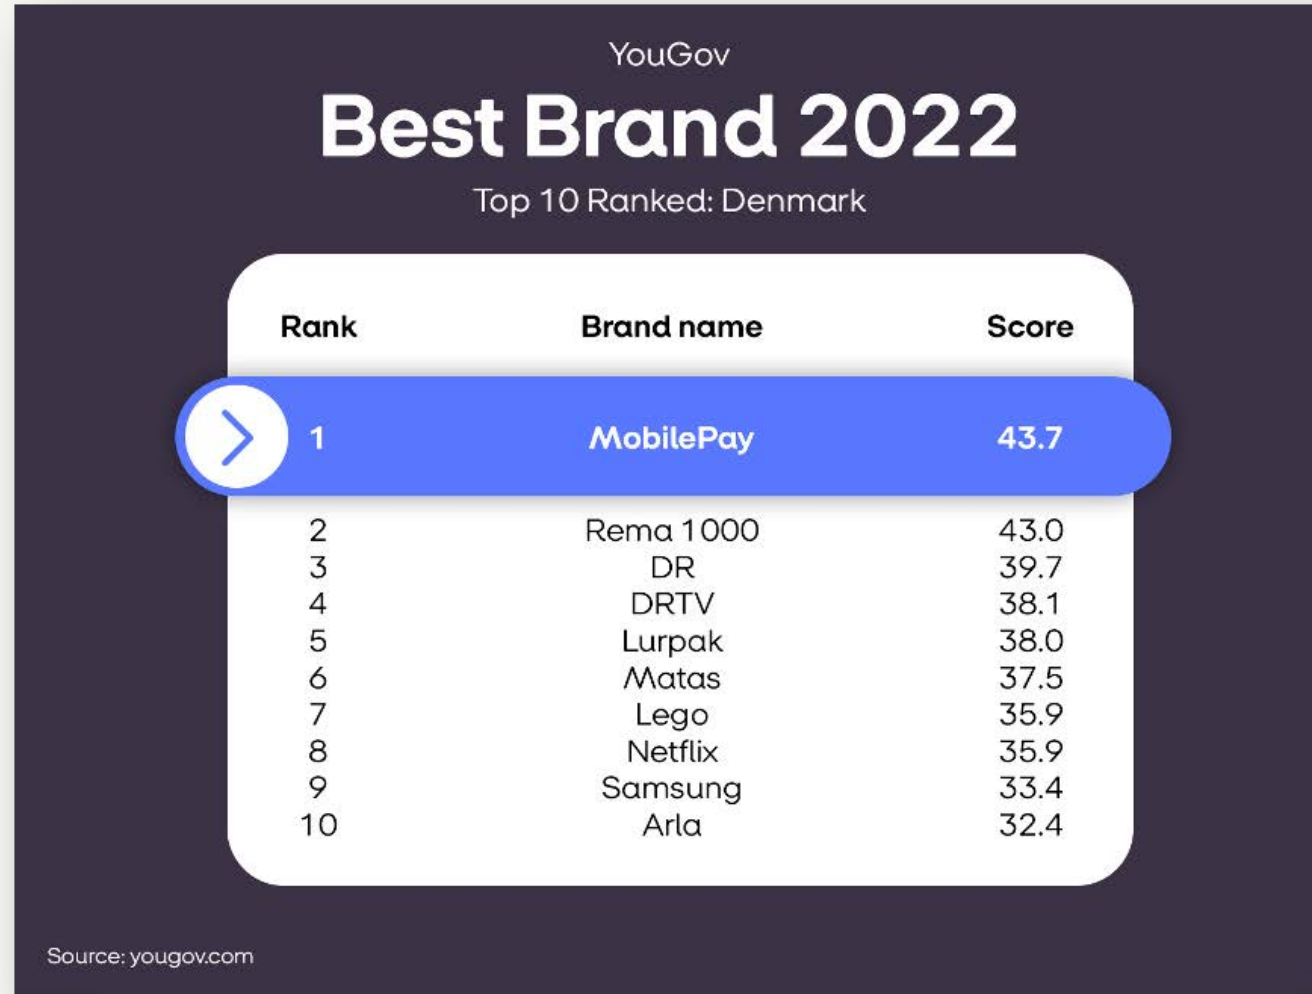 YouGov
Best Brand 2022
Top 10 Ranked: Denmark
Rank Brand name Score
1 MobilePay 43.7
2 Rema 1000 43.0
3 DR 39.7
4 DRTV 38.1
5 Lurpak 38.0
6 Matas 37.5
7 Lego 35.9
8 Netflix 35.9
9 Samsung 33.4
10 Arla 32.4
Source: yougov.com